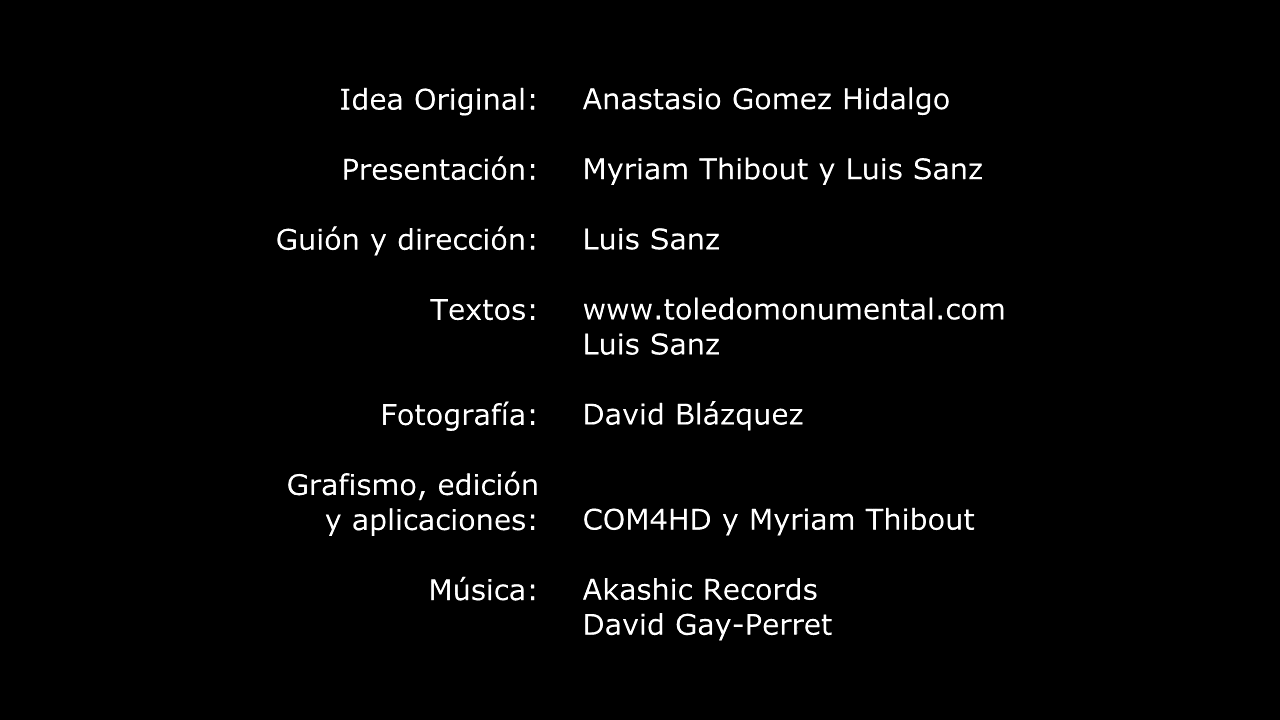 Idea Original: Anastasio Gomez Hidalgo
Presentación: Myriam Thibout y Luis Sanz
Guión y dirección: Luis Sanz
Textos: www.toledomonumental.com
Luis Sanz
Fotografía: David Blázquez
Grafismo, edición
y aplicaciones: COM4HD y Myriam Thibout
Música: Akashic Records
David Gay-Perret